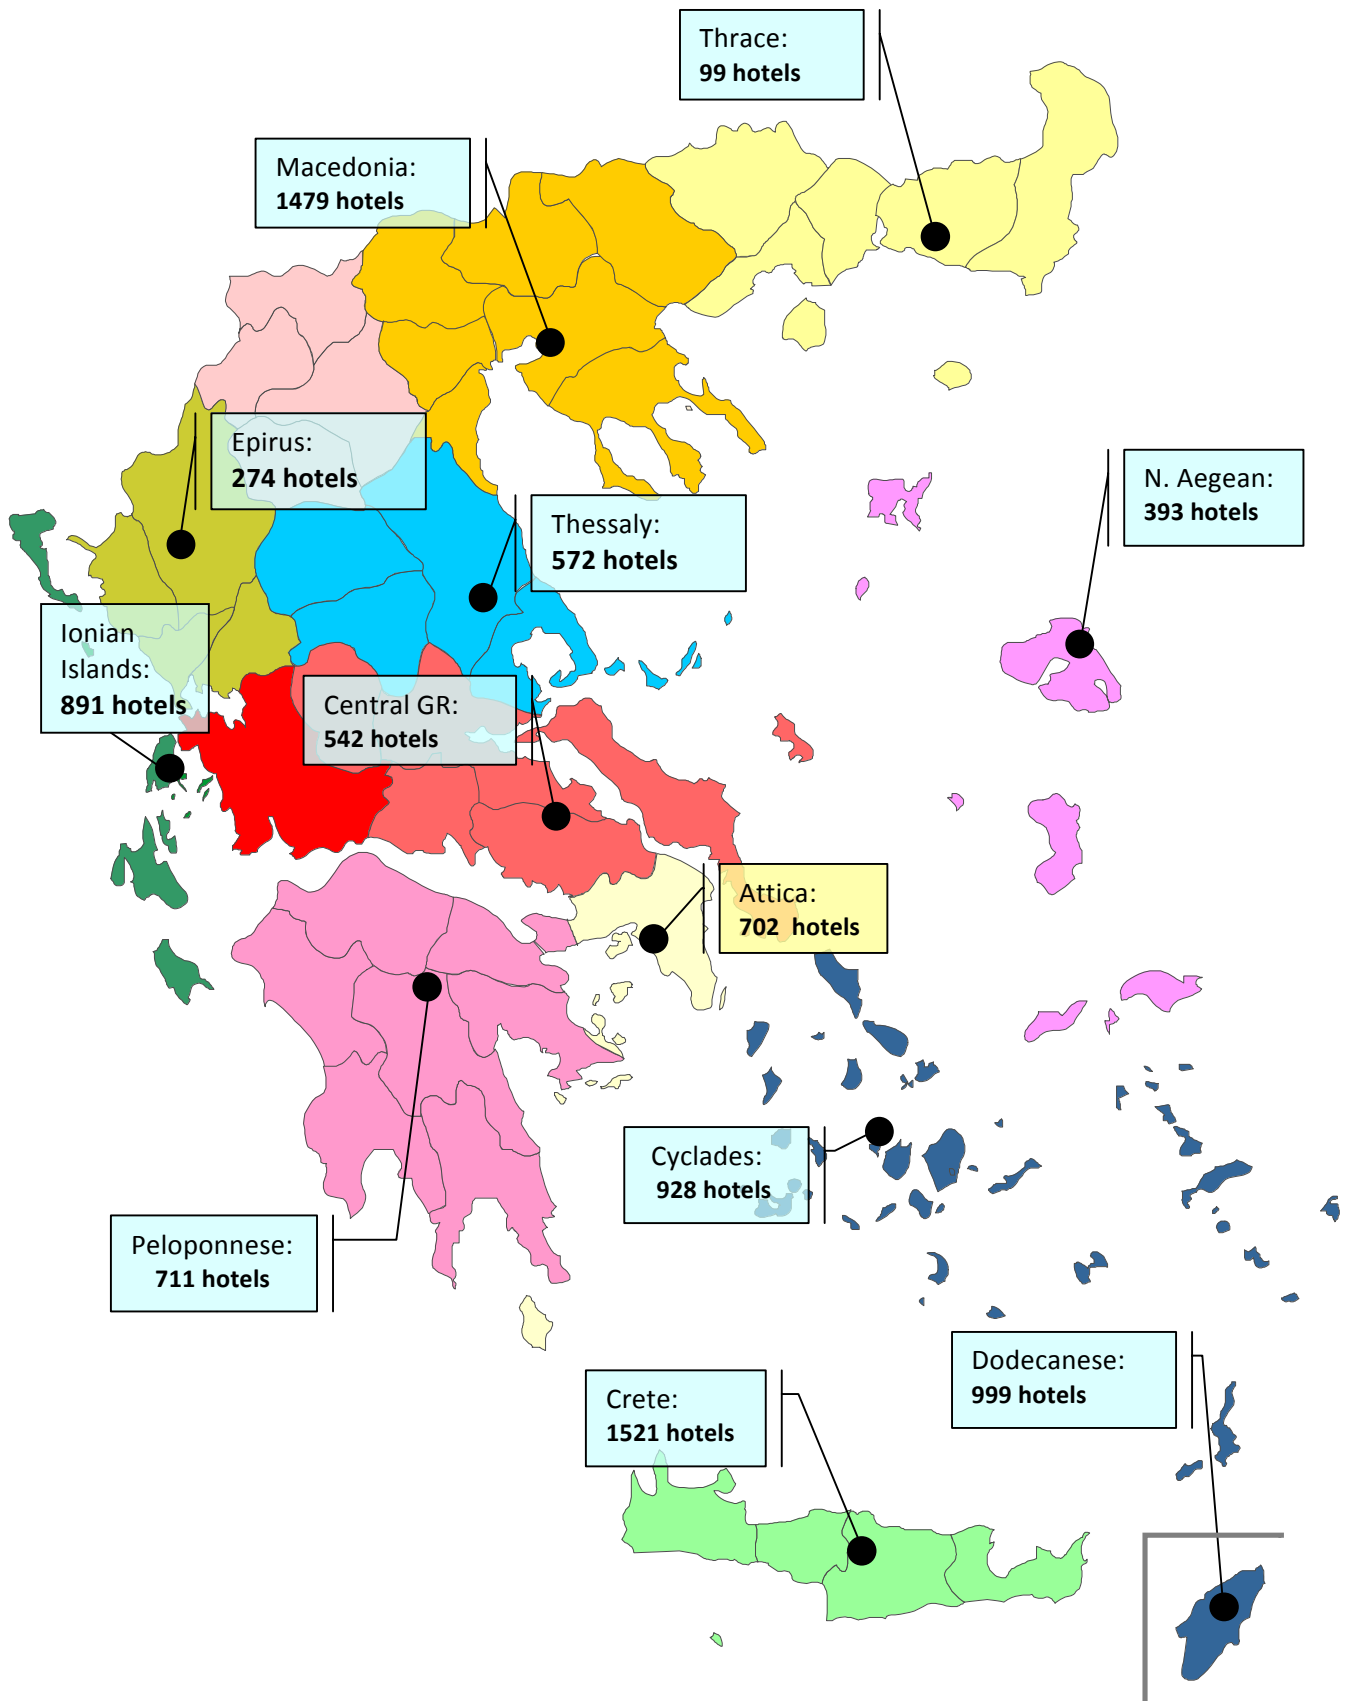 Thrace:
99 hotels
Macedonia:
1479 hotels
Epirus:
274 hotels
N. Aegean:
393 hotels
Thessaly:
572 hotels
Ionian
Islands:
891 hotels
Central GR:
542 hotels
Attica:
702 hotels
Cyclades:
928 hotels
Peloponnese:
711 hotels
Dodecanese:
999 hotels
Crete:
1521 hotels